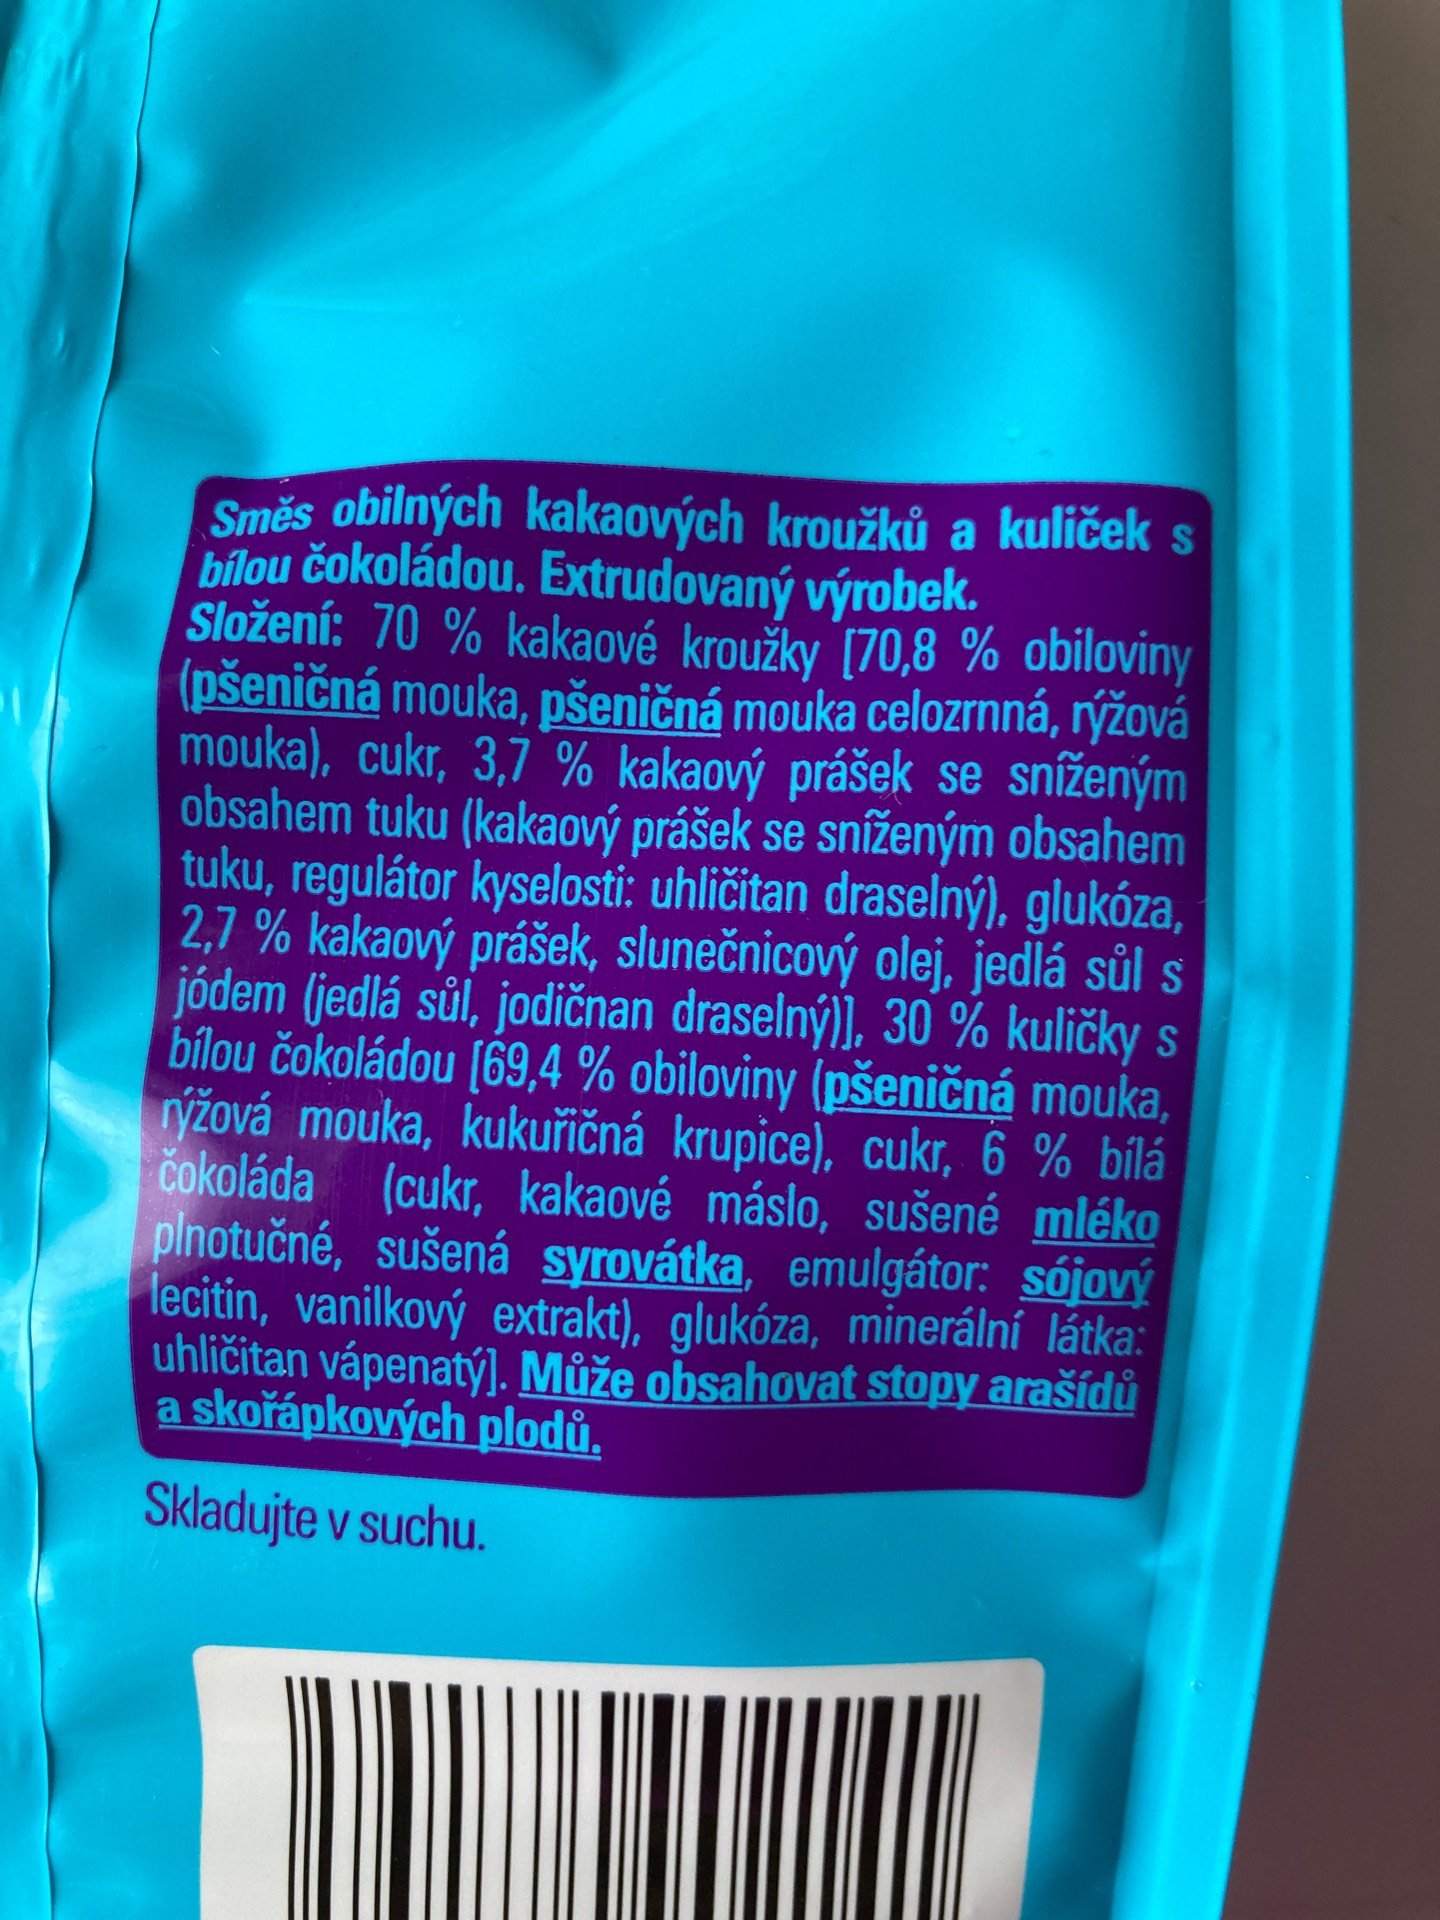 Směs obilných kakaových kroužků a kuliček s
bílou čokoládou. Extrudovaný výrobek.
Složení: 70 % kakaové kroužky [70,8 % obiloviny
(pšeničná mouka, pšeničná mouka celozrnná, rýžová
mouka), cukr, 3,7 % kakaový prášek se sníženým
obsahem tuku (kakaový prášek se sníženým obsahem
tuku, regulátor kyselosti: uhličitan draselný), glukóza,
2,7 % kakaový prášek, slunečnicový olej, jedlá sůl s
jódem (jedlá sůl, jodičnan draselný)], 30 % kuličky s
bílou čokoládou [69,4 % obiloviny (pšeničná mouka,
rýžová mouka, kukuřičná krupice), cukr, 6 % bílá
čokoláda (cukr, kakaové máslo, sušené mléko
plnotučné, sušená syrovátka, emulgátor: sójový
lecitin, vanilkový extrakt), glukóza, minerální látka:
uhličitan vápenatý]. Může obsahovat stopy arašídů
a skořápkových plodů.
Skladujte v suchu.